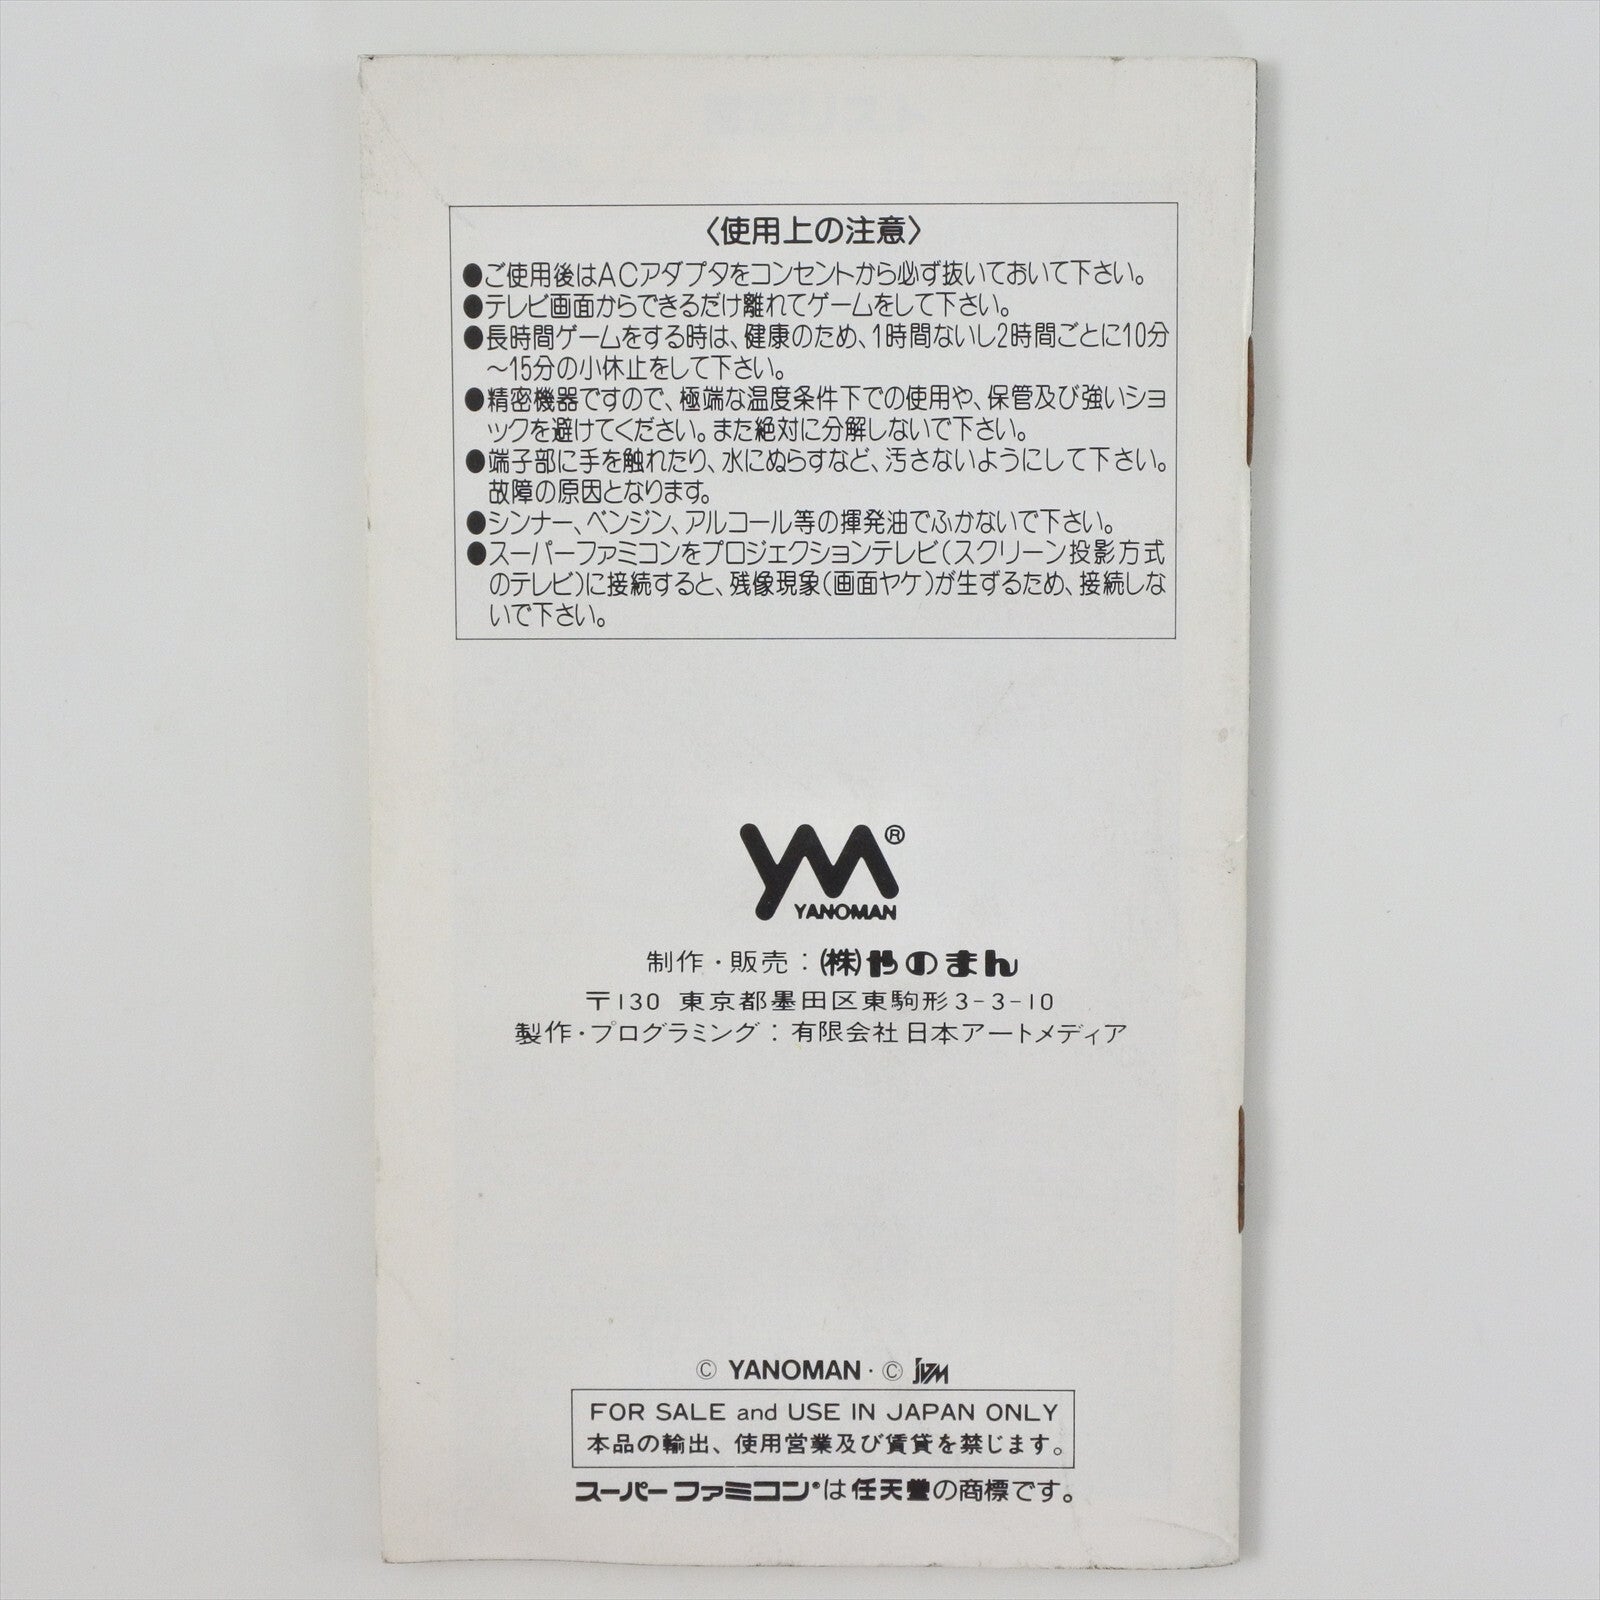 〈使用上の注意〉
●ご使用後はACアダプタをコンセントから必ず抜いておいて下さい。
●テレビ画面からできるだけ離れてゲームをして下さい。
●長時間ゲームをする時は、健康のため、1時間ないし2時間ごとに10分
～15分の小休止をして下さい。
●精密機器ですので、極端な温度条件下での使用や、保管及び強いショ
ックを避けてください。また絶対に分解しないで下さい。
●端子部に手を触れたり、水にぬらすなど、汚さないようにして下さい。
故障の原因となります。
●シンナー、ベンジン、アルコール等の揮発油でふかないで下さい。
●スーパーファミコンをプロジェクションテレビ(スクリーン投影方式
のテレビ)に接続すると、残像現象(画面ヤケ)が生ずるため、接続しな
いで下さい。
YM®
YANOMAN
制作・販売：(株)やのまん
〒130 東京都墨田区東駒形3-3-10
製作・プログラミング：有限会社 日本アートメディア
© YANOMAN・© JAM
FOR SALE and USE IN JAPAN ONLY
本品の輸出、使用営業及び賃貸を禁じます。
スーパーファミコン®は任天堂の商標です。